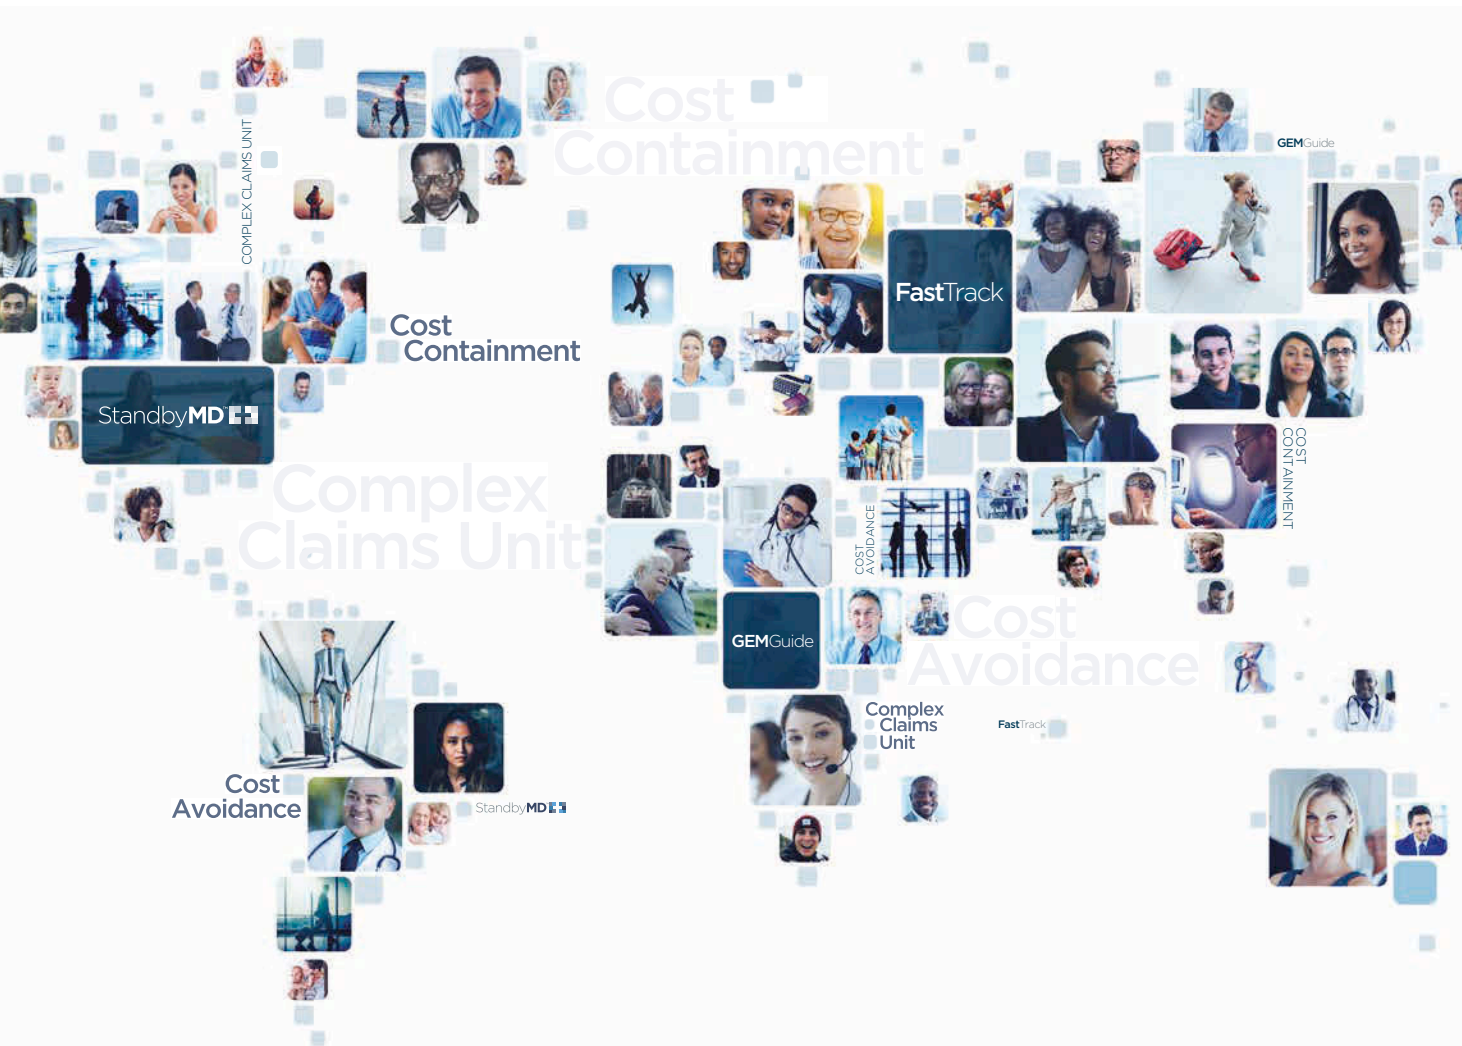 Cost
Containment
GEMGuide
COMPLEX CLAIMS UNIT
FastTrack
Cost
Containment
StandbyMD
COST
CONTAINMENT
Complex
Claims Unit
COST
AVOIDANCE
Cost
Avoidance
GEMGuide
Complex
Claims
Unit
FastTrack
Cost
Avoidance
StandbyMD